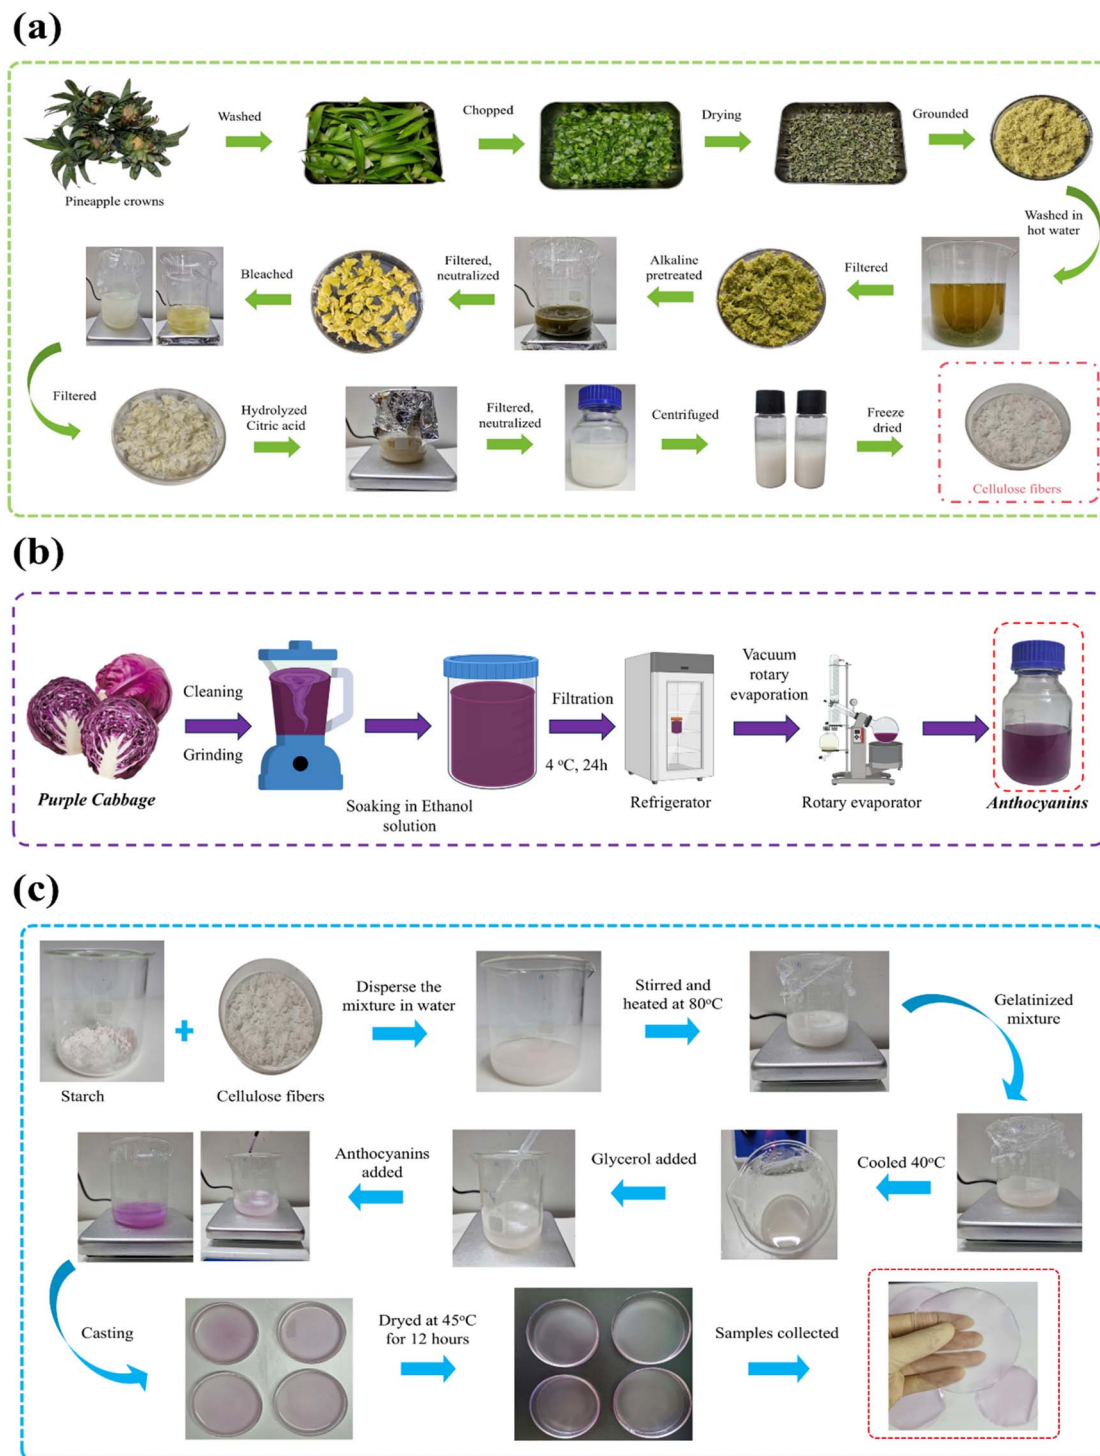 (a)
Washed
Chopped
Drying
Grounded
Pineapple crowns
Washed in
hot water
Bleached
Filtered,
neutralized
Alkaline
pretreated
Filtered
Filtered
Hydrolyzed
Citric acid
Filtered,
neutralized
Centrifuged
Freeze
dried
Cellulose fibers
(b)
Cleaning
Grinding
Purple Cabbage
Soaking in Ethanol
solution
Filtration
4 °C, 24h
Refrigerator
Vacuum
rotary
evaporation
Rotary evaporator
Anthocyanins
(c)
Starch
+
Cellulose fibers
Disperse the
mixture in water
Stirred and
heated at 80°C
Gelatinized
mixture
Cooled 40°C
Glycerol added
Anthocyanins
added
Casting
Dryed at 45°C
for 12 hours
Samples collected